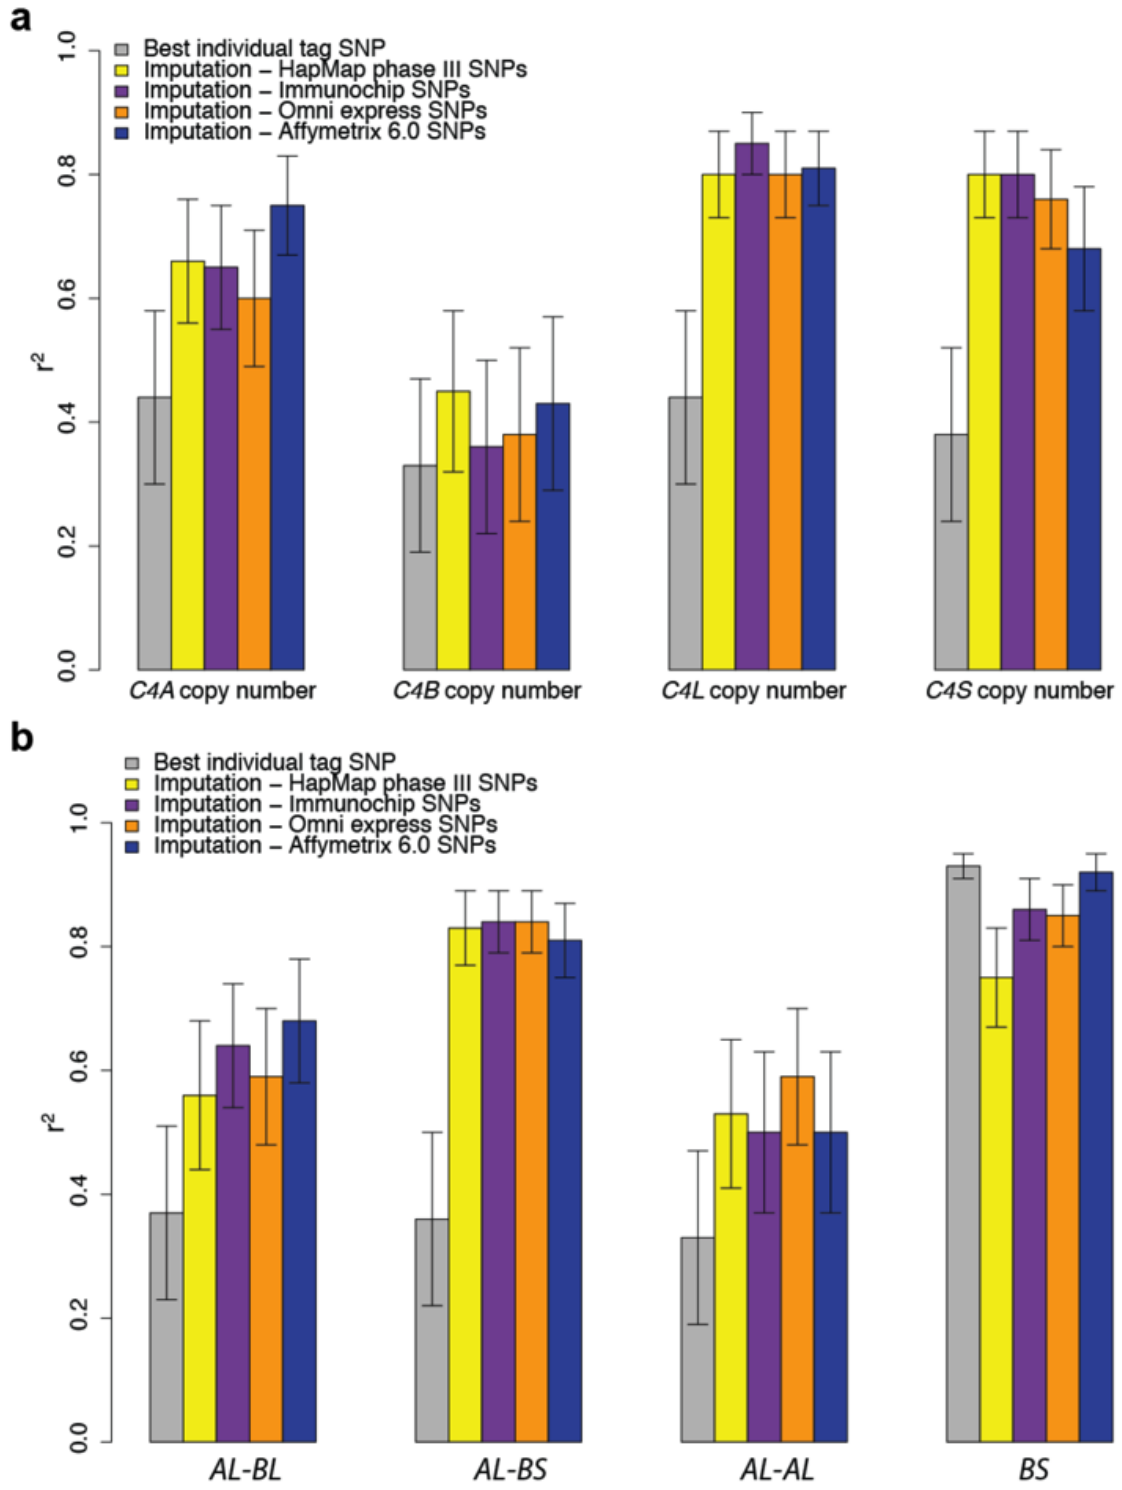 a
Best individual tag SNP
Imputation – HapMap phase III SNPs
Imputation – Immunochip SNPs
Imputation – Omni express SNPs
Imputation – Affymetrix 6.0 SNPs
1.0
0.8
0.6
0.4
0.2
0.0
r²
C4A copy number
C4B copy number
C4L copy number
C4S copy number
b
Best individual tag SNP
Imputation – HapMap phase III SNPs
Imputation – Immunochip SNPs
Imputation – Omni express SNPs
Imputation – Affymetrix 6.0 SNPs
1.0
0.8
0.6
0.4
0.2
0.0
r²
AL-BL
AL-BS
AL-AL
BS